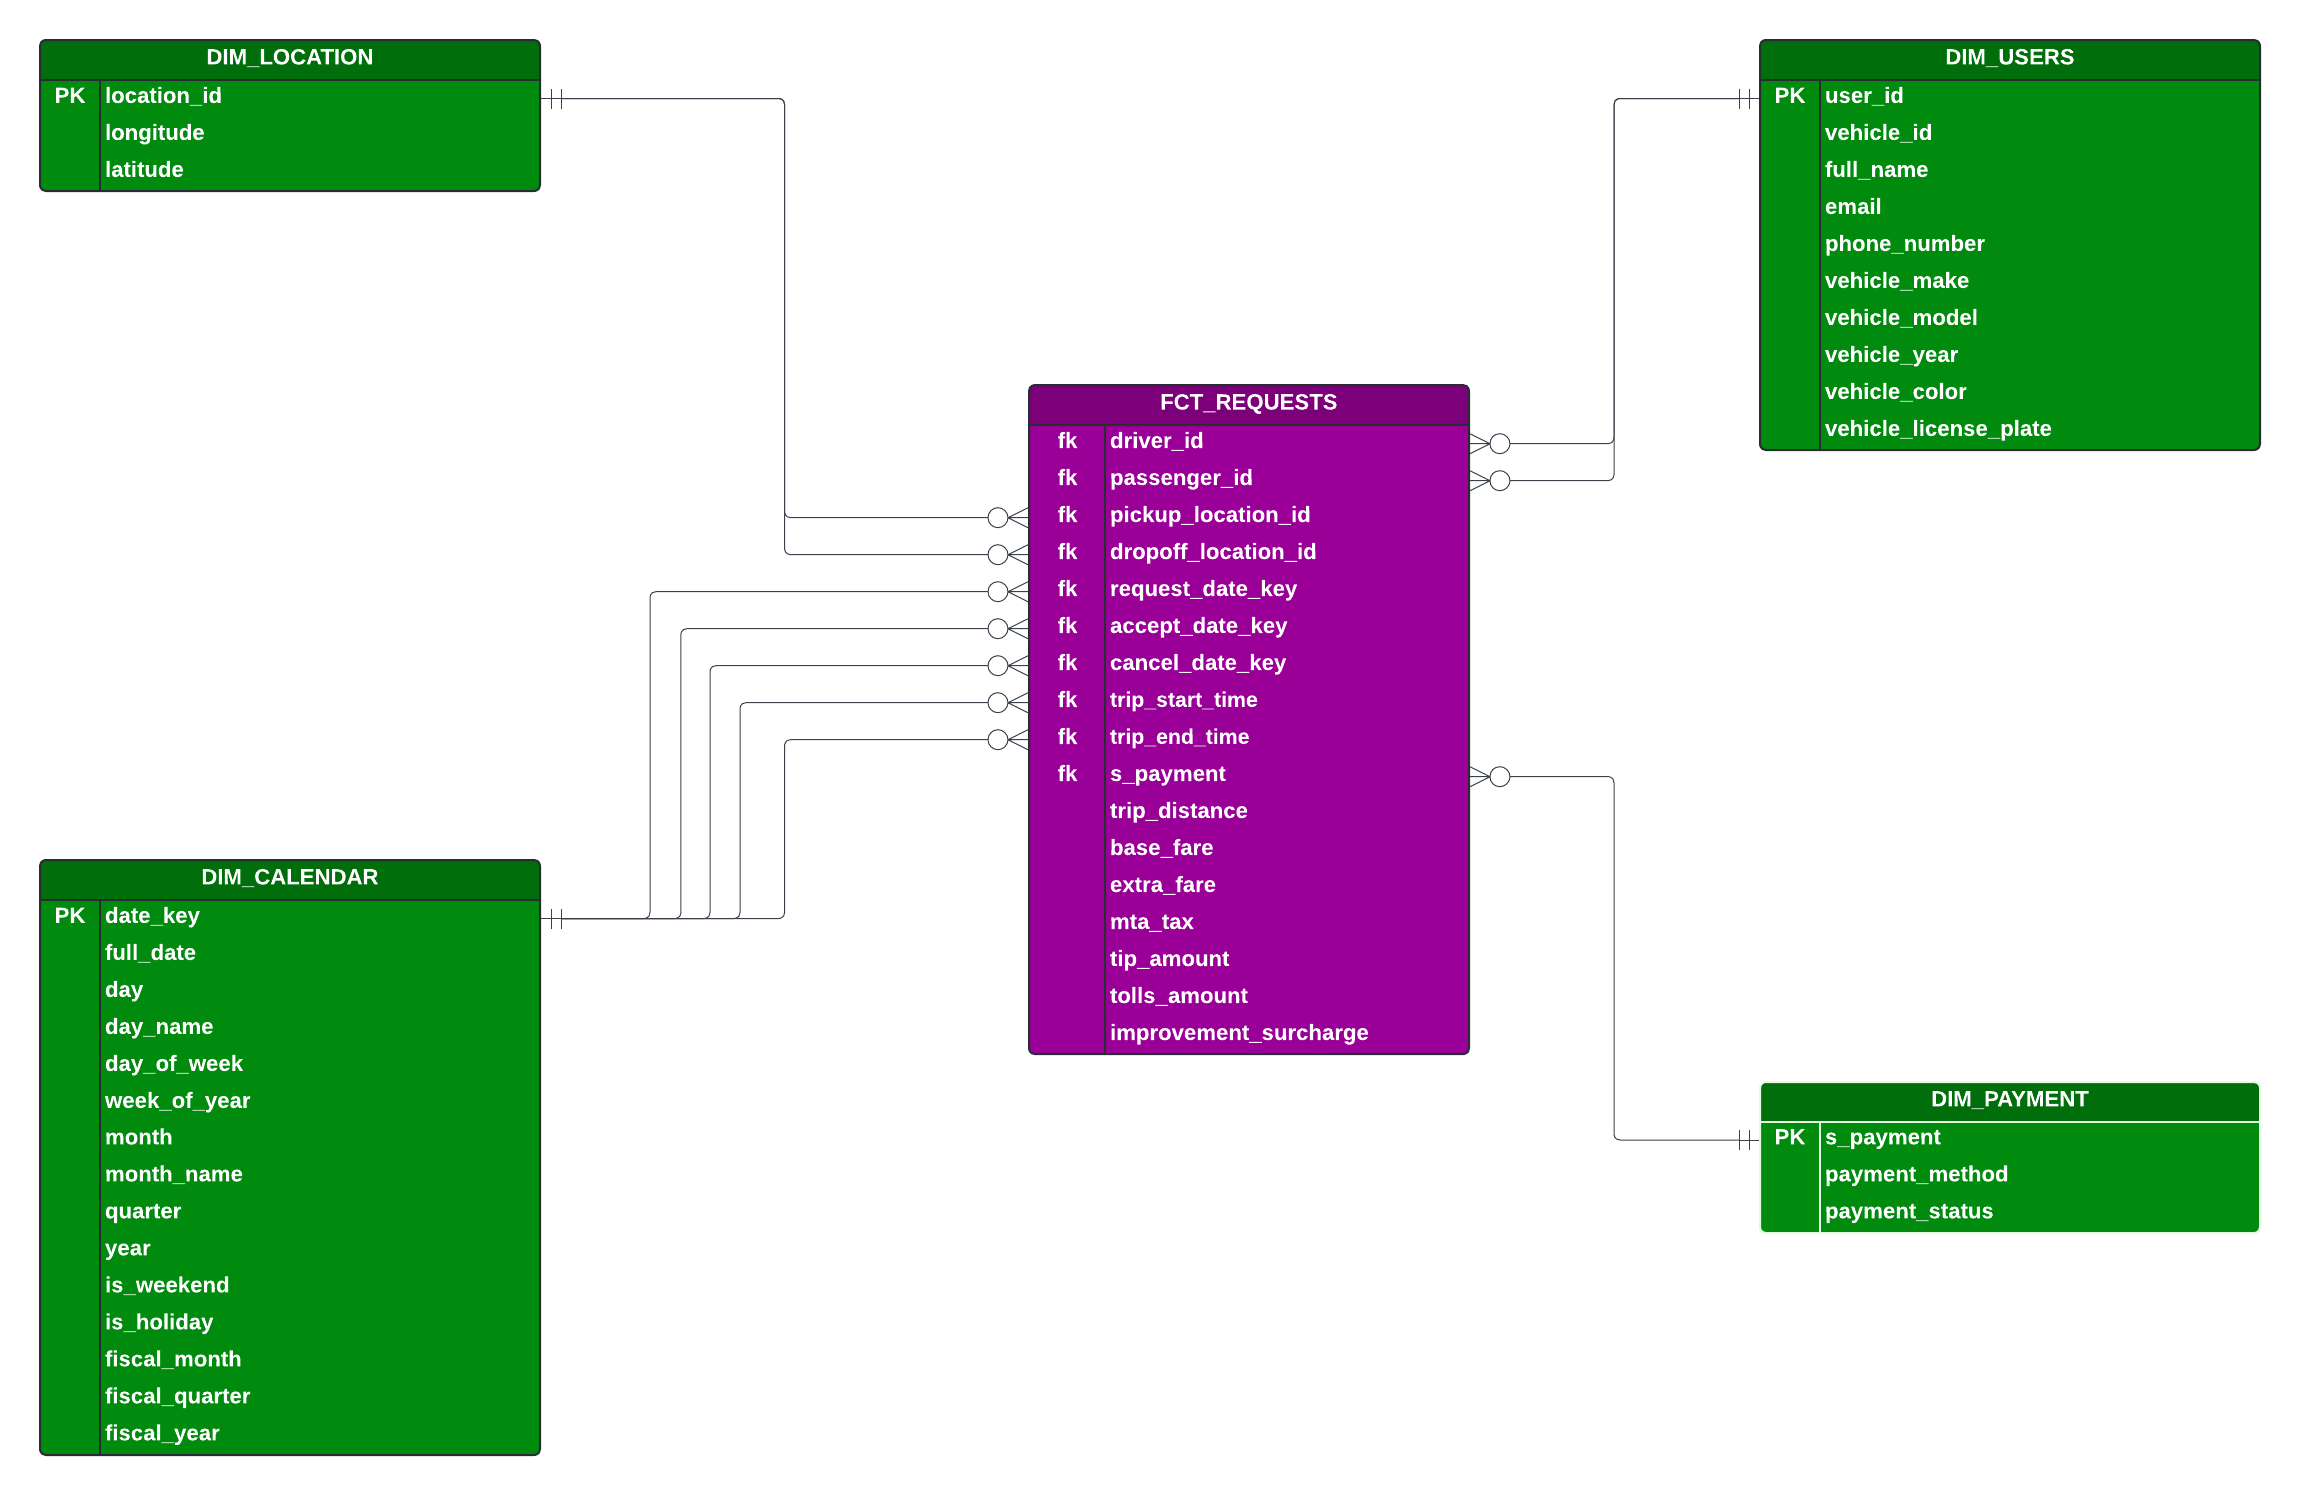 DIM_LOCATION
PK location_id
longitude
latitude
DIM_USERS
PK user_id
vehicle_id
full_name
email
phone_number
vehicle_make
vehicle_model
vehicle_year
vehicle_color
vehicle_license_plate
FCT_REQUESTS
fk driver_id
fk passenger_id
fk pickup_location_id
fk dropoff_location_id
fk request_date_key
fk accept_date_key
fk cancel_date_key
fk trip_start_time
fk trip_end_time
fk s_payment
trip_distance
base_fare
extra_fare
mta_tax
tip_amount
tolls_amount
improvement_surcharge
DIM_CALENDAR
PK date_key
full_date
day
day_name
day_of_week
week_of_year
month
month_name
quarter
year
is_weekend
is_holiday
fiscal_month
fiscal_quarter
fiscal_year
DIM_PAYMENT
PK s_payment
payment_method
payment_status